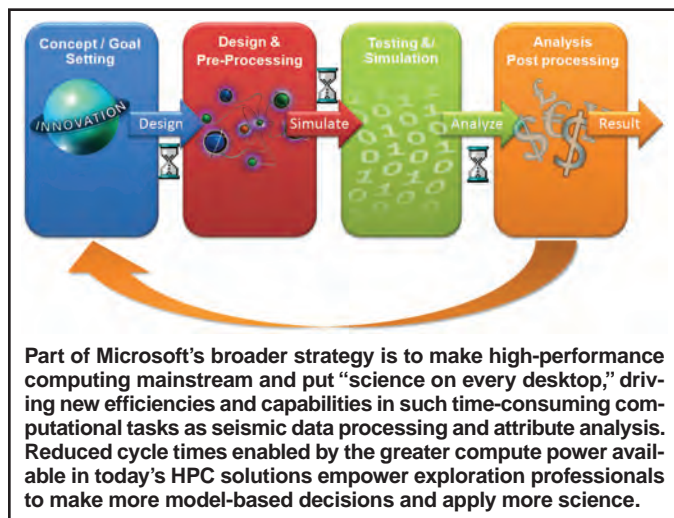 Concept / Goal
Setting
Design &
Pre-Processing
Testing &/
Simulation
Analysis
Post processing
INNOVATION
Design
Simulate
Analyze
Result
Part of Microsoft’s broader strategy is to make high-performance
computing mainstream and put “science on every desktop,” driv-
ing new efficiencies and capabilities in such time-consuming com-
putational tasks as seismic data processing and attribute analysis.
Reduced cycle times enabled by the greater compute power avail-
able in today’s HPC solutions empower exploration professionals
to make more model-based decisions and apply more science.